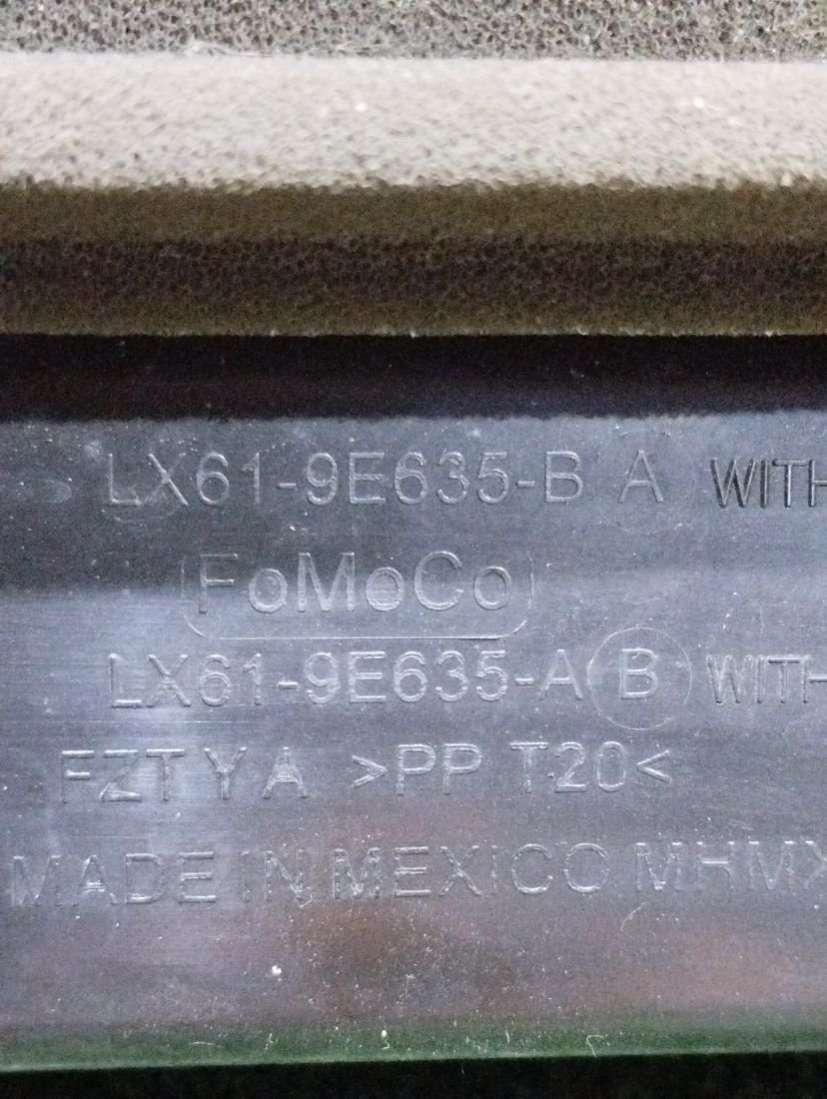 LX61-9E635-B A WITH
FoMoCo
LX61-9E635-A B WITH
FZTYA >PP T20<
MADE IN MEXICO MHMX